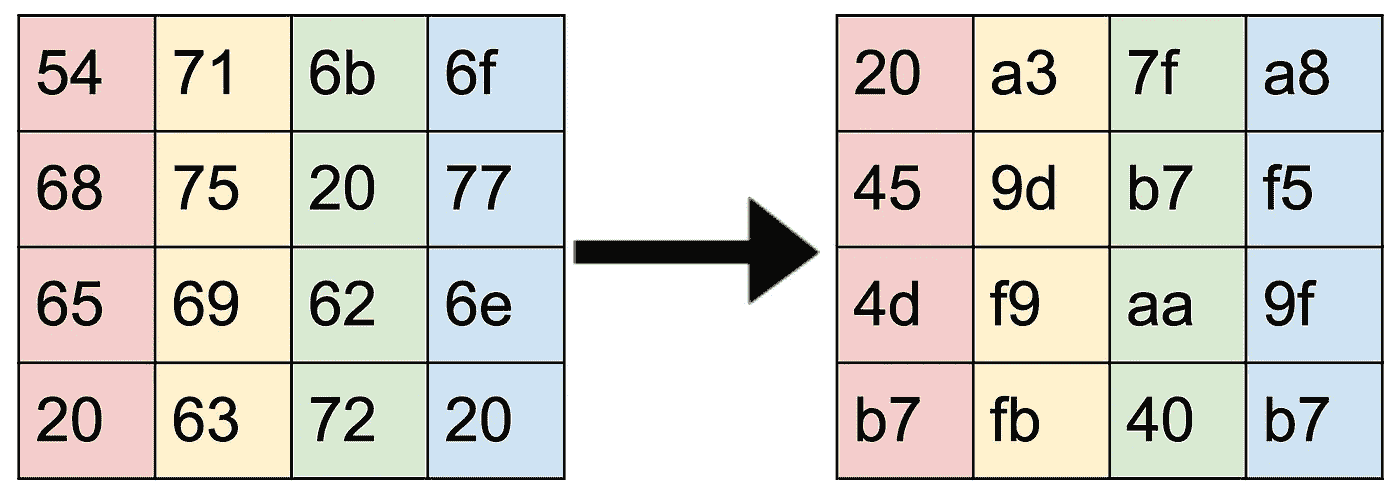 54 71 6b 6f 20 a3 7f a8
68 75 20 77 45 9d b7 f5
65 69 62 6e 4d f9 aa 9f
20 63 72 20 b7 fb 40 b7